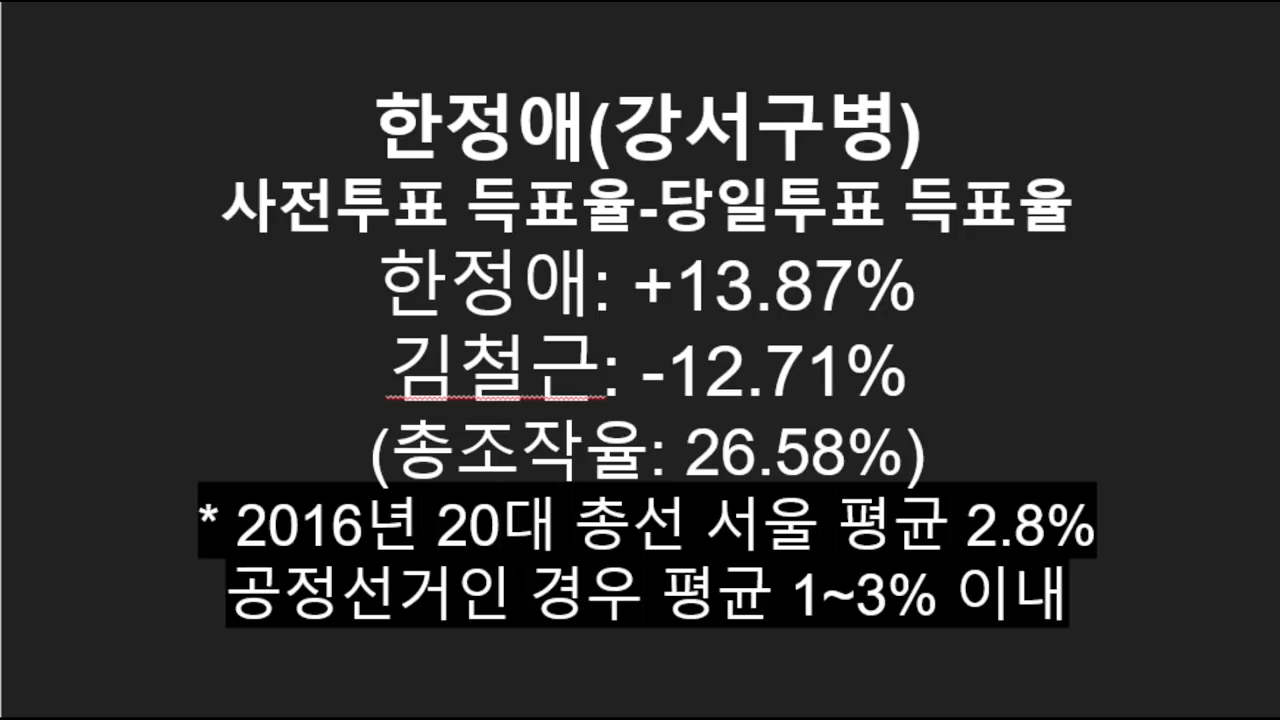 한정애(강서구병)
사전투표 득표율-당일투표 득표율
한정애: +13.87%
김철근: -12.71%
(총조작율: 26.58%)
* 2016년 20대 총선 서울 평균 2.8%
공정선거인 경우 평균 1~3% 이내